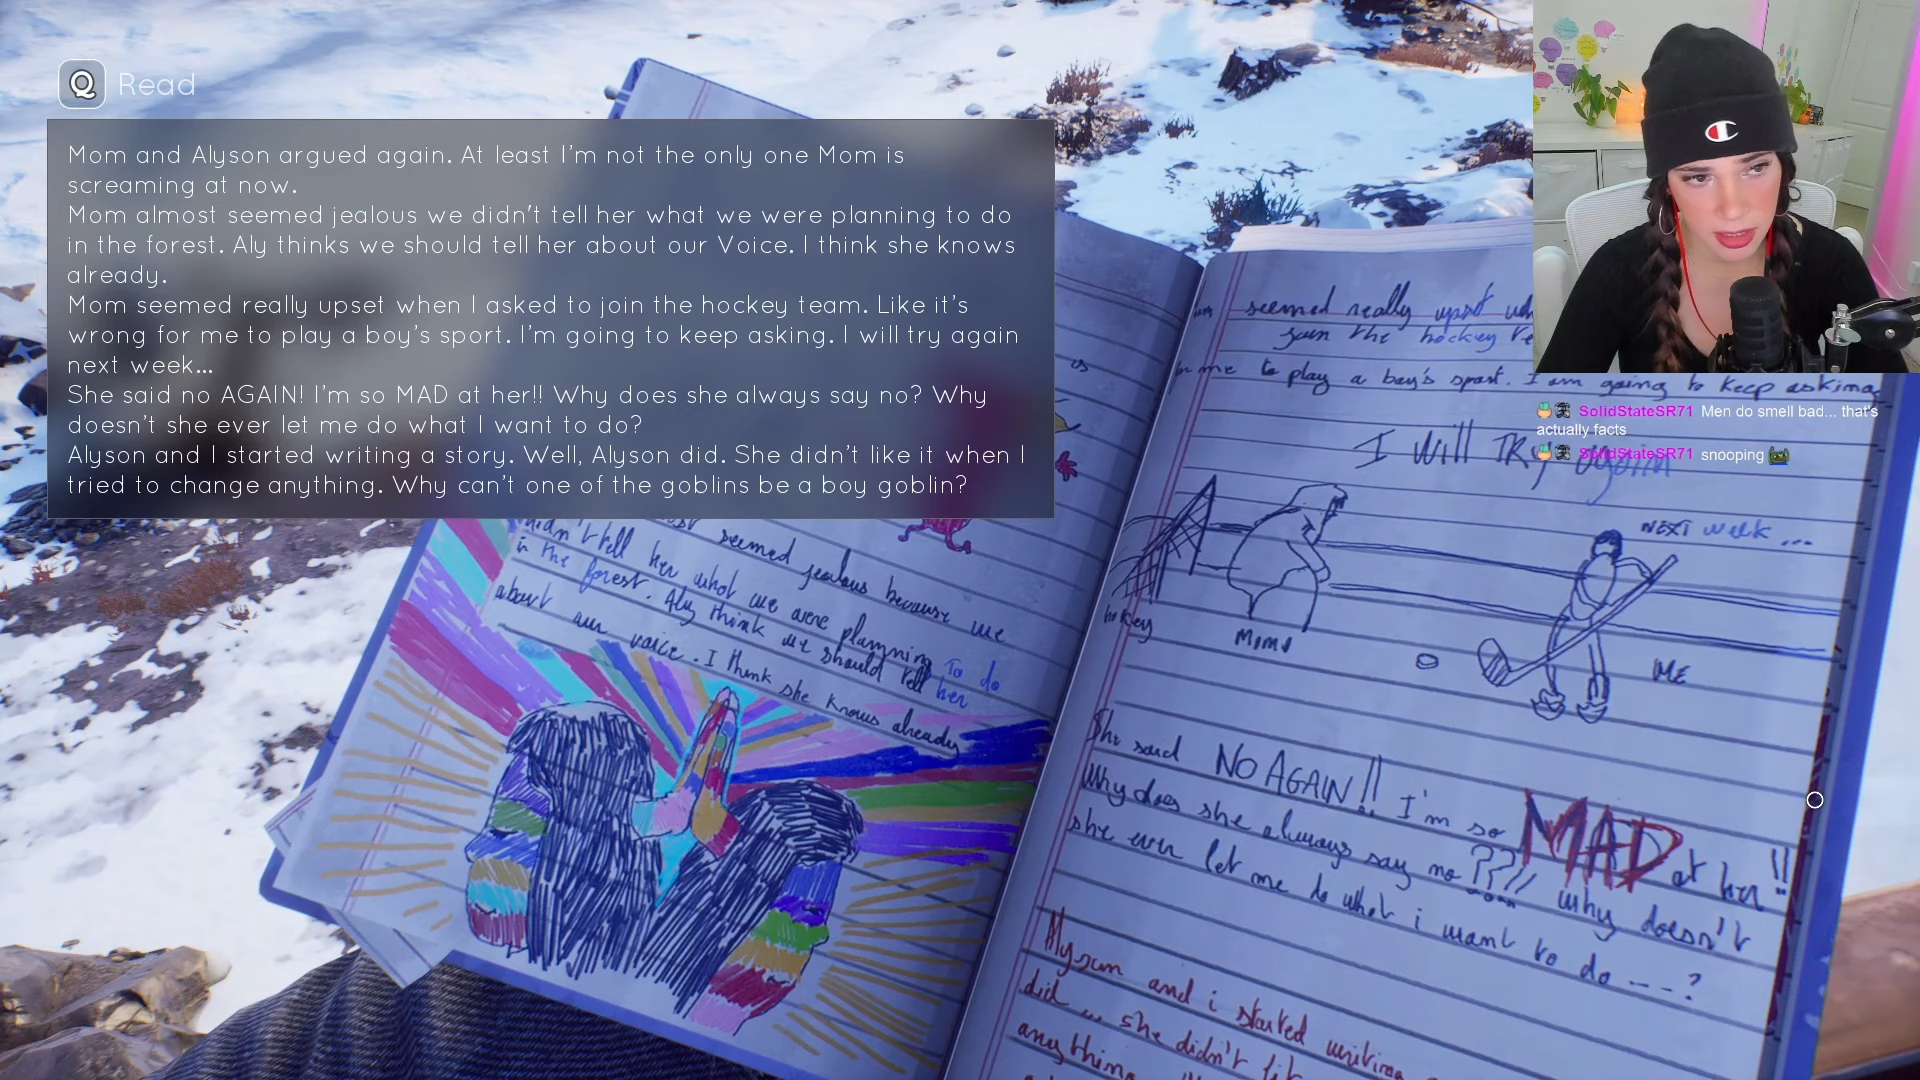 Q Read
Mom and Alyson argued again. At least I'm not the only one Mom is
screaming at now.
Mom almost seemed jealous we didn't tell her what we were planning to do
in the forest. Aly thinks we should tell her about our Voice. I think she knows
already.
Mom seemed really upset when I asked to join the hockey team. Like it's
wrong for me to play a boy's sport. I'm going to keep asking. I will try again
next week...
She said no AGAIN! I'm so MAD at her!! Why does she always say no? Why
doesn't she ever let me do what I want to do?
Alyson and I started writing a story. Well, Alyson did. She didn't like it when I
tried to change anything. Why can't one of the goblins be a boy goblin?
seemed jealous because we
didn't tell her what we were planning to do
in the forest. Aly think we should tell her
about our voice. I think she knows already
seemed really upset
join the hockey
me to play a boy's sport. I am going to keep asking
I will TRY again
NEXT week ...
hockey
MOM
ME
She said NO AGAIN!! I'm so MAD at her!!
Why does she always say no ??!! Why doesn't
she ever let me do what i want to do ---?
Alyson and i started writing
did ... she didn't
anything
SolidStateSR71 Men do smell bad... that's
actually facts
SolidStateSR71 snooping